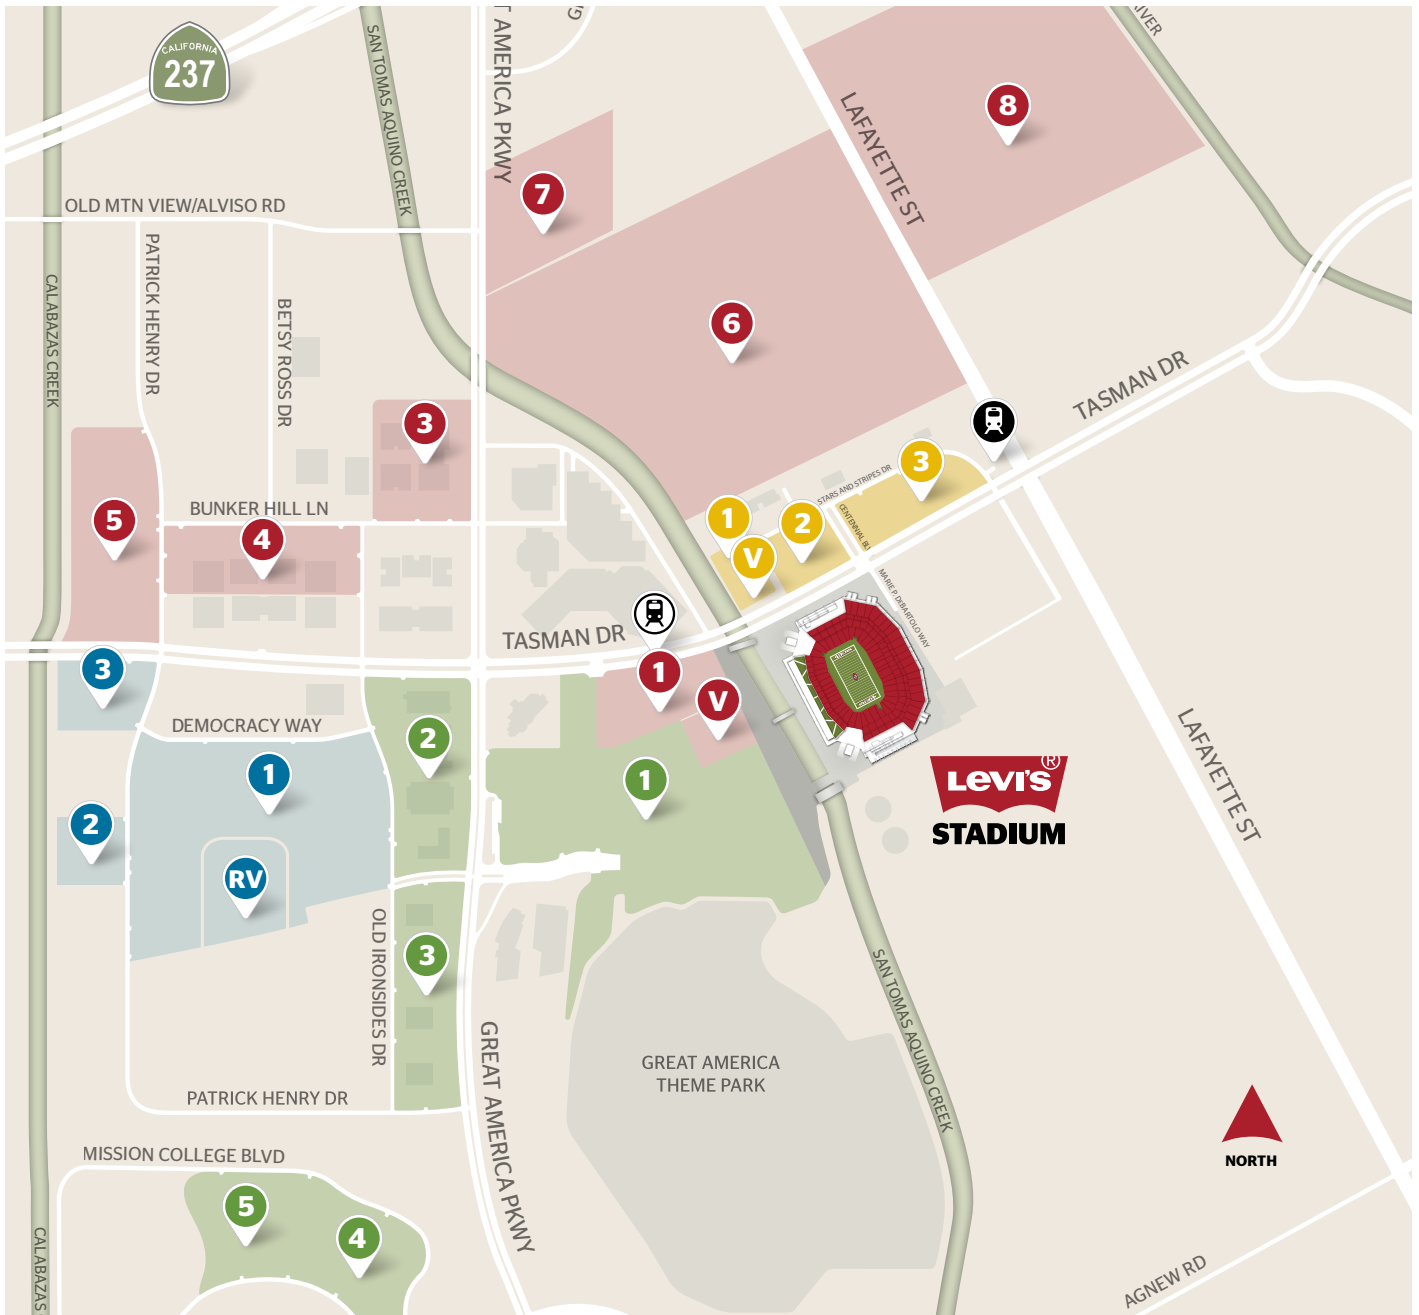 CALIFORNIA
237
SAN TOMAS AQUINO CREEK
T AMERICA PKWY
G
IVER
8
LAFAYETTE ST
7
OLD MTN VIEW/ALVISO RD
PATRICK HENRY DR
CALABAZAS CREEK
BETSY ROSS DR
6
TASMAN DR
3
3
STARS AND STRIPES DR
5
BUNKER HILL LN
4
1
2
V
CENTENNIAL BL
MARIE P. DeBARTOLO WAY
TASMAN DR
3
1
V
DEMOCRACY WAY
2
1
1
LEVI'S
®
STADIUM
LAFAYETTE ST
2
RV
OLD IRONSIDES DR
3
SAN TOMAS AQUINO CREEK
GREAT AMERICA PKWY
GREAT AMERICA
THEME PARK
PATRICK HENRY DR
MISSION COLLEGE BLVD
NORTH
5
4
CALABAZAS
AGNEW RD